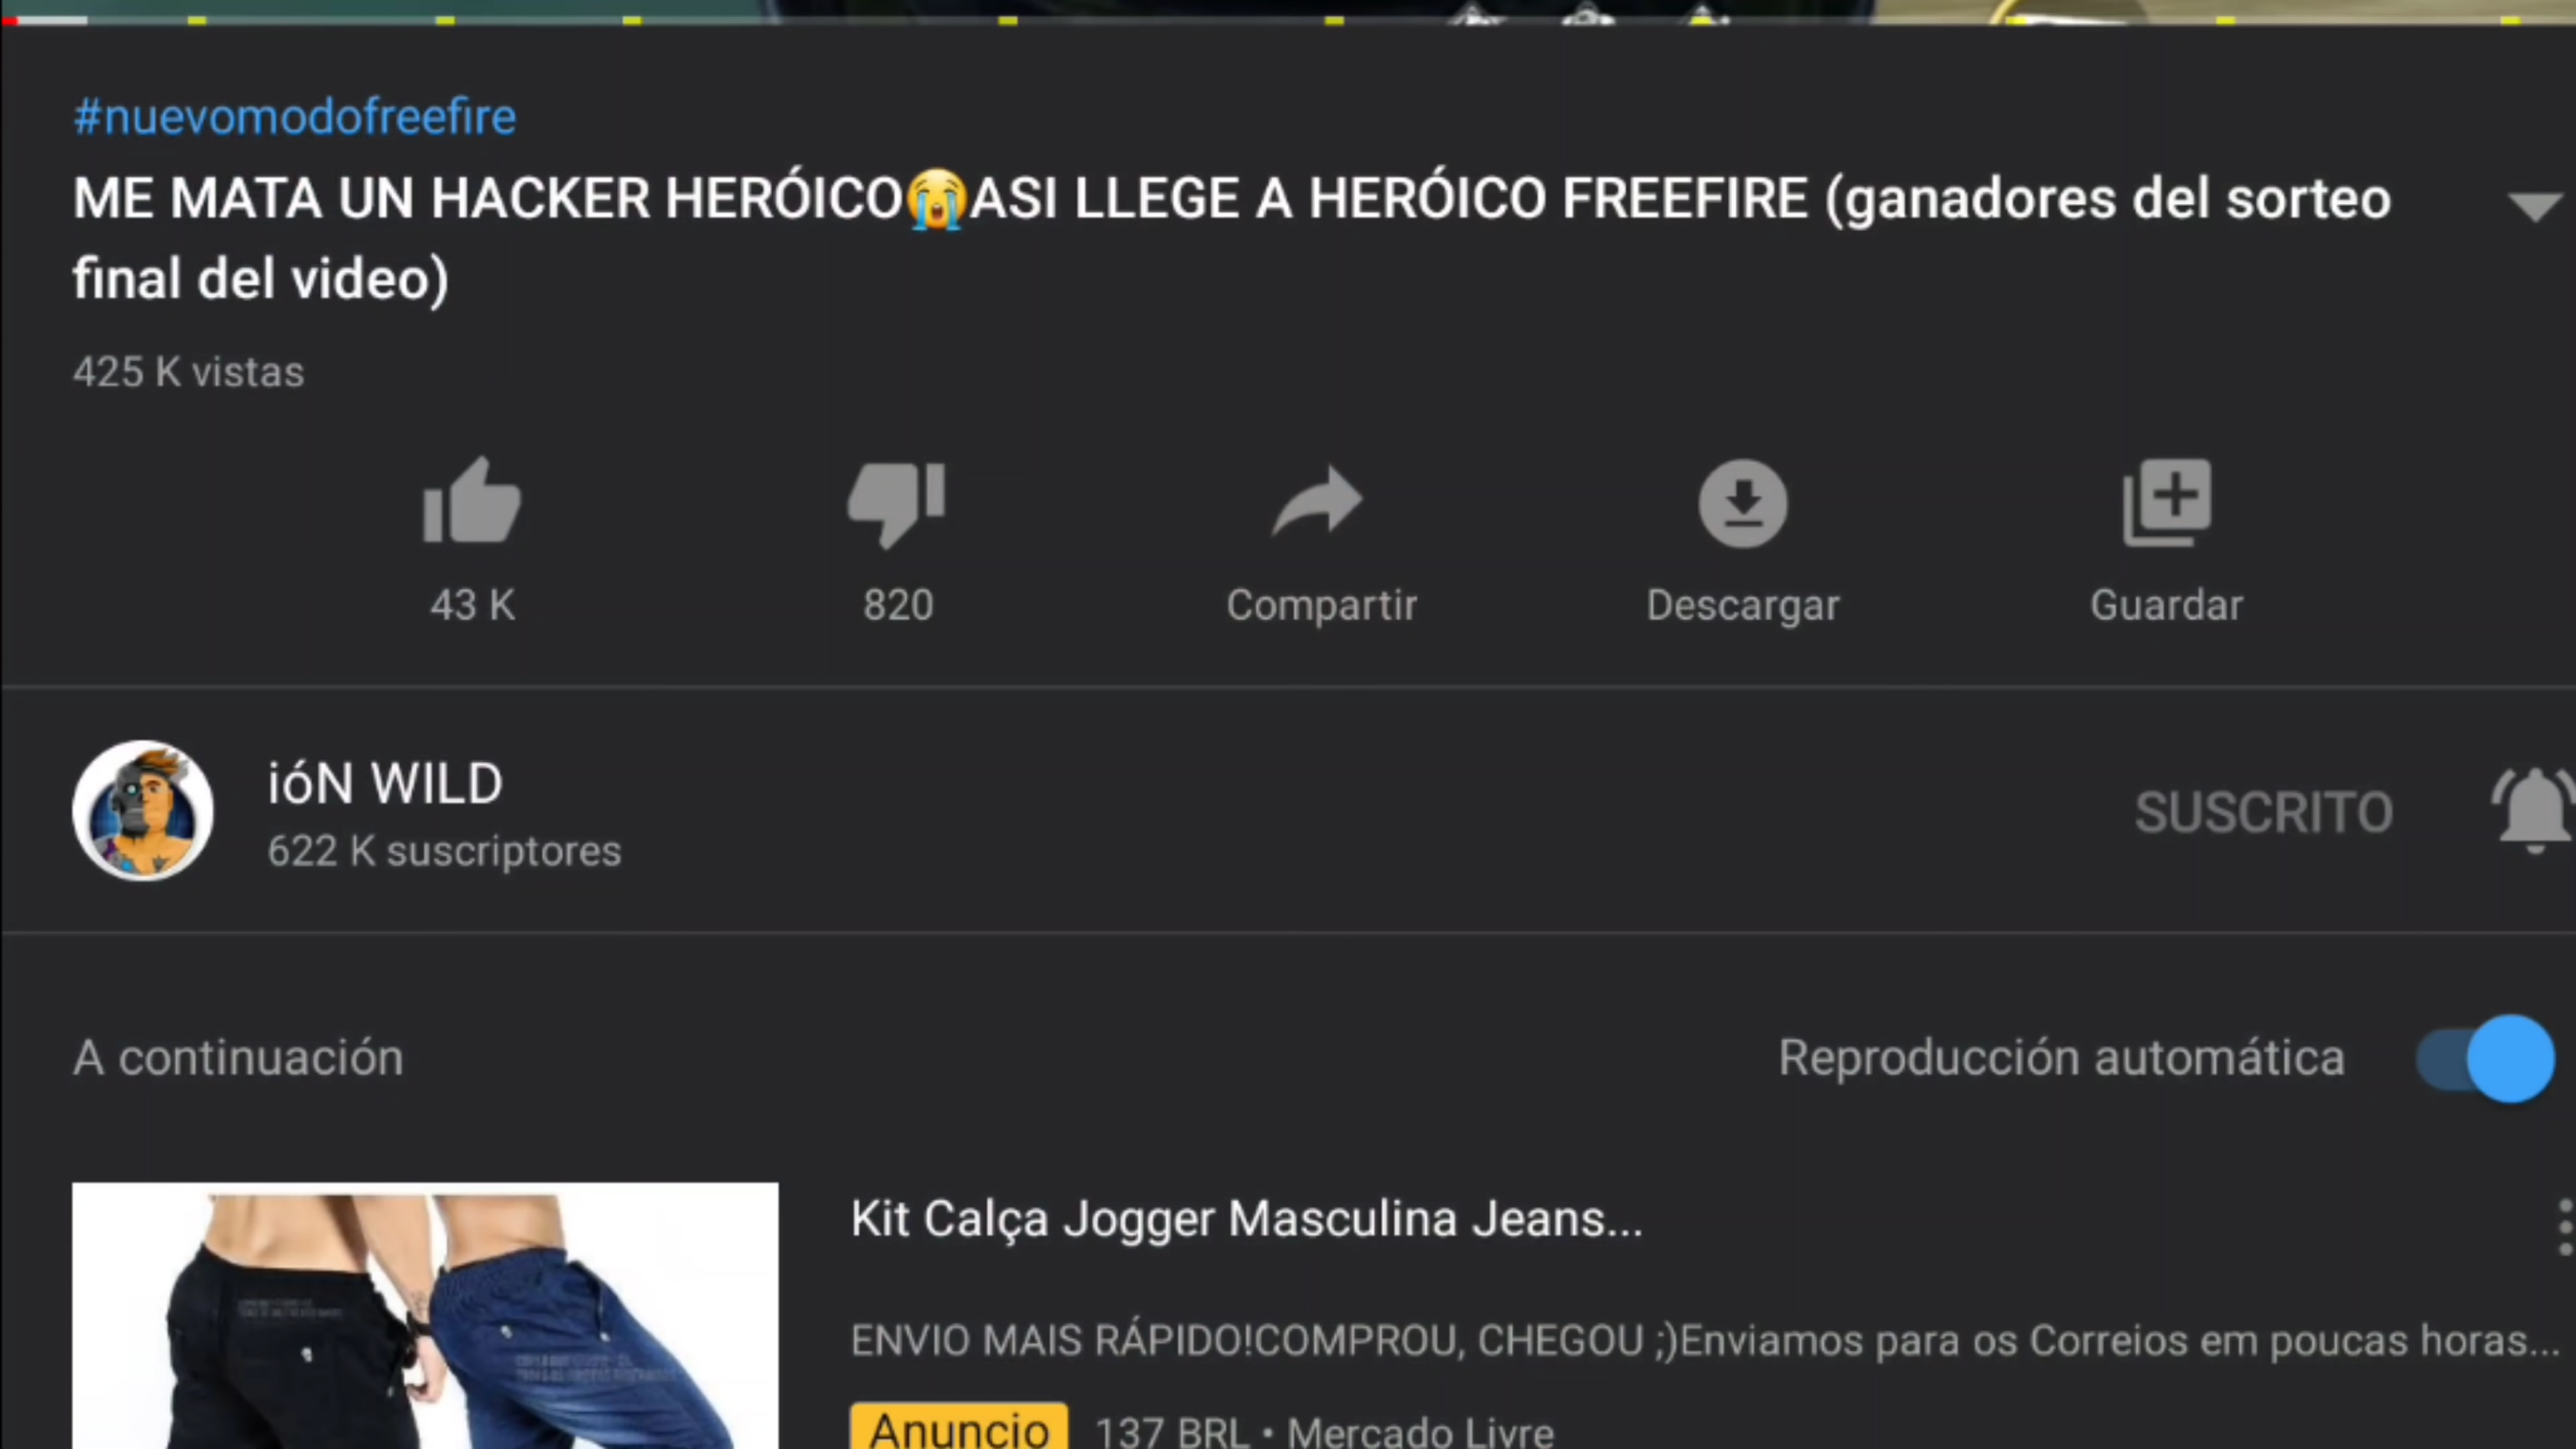 #nuevomodofreefire
ME MATA UN HACKER HERÓICO😭ASI LLEGE A HERÓICO FREEFIRE (ganadores del sorteo
final del video)
425 K vistas
43 K
820
Compartir
Descargar
Guardar
ióN WILD
622 K suscriptores
SUSCRITO
A continuación
Reproducción automática
Kit Calça Jogger Masculina Jeans...
ENVIO MAIS RÁPIDO!COMPROU, CHEGOU ;)Enviamos para os Correios em poucas horas...
Anuncio
137 BRL • Mercado Livre